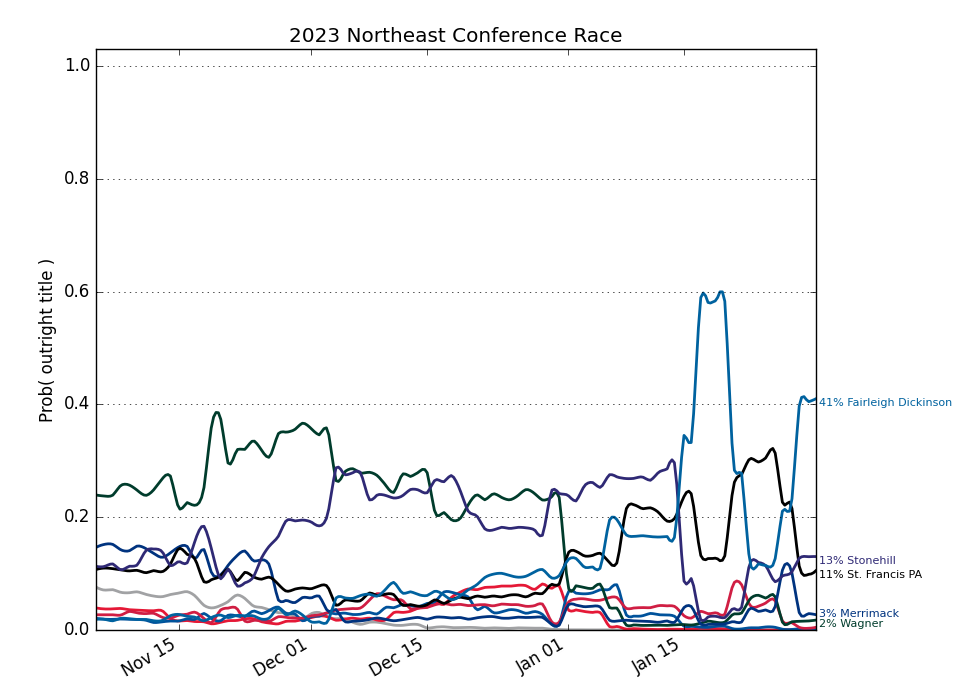 2023 Northeast Conference Race
Prob( outright title )
1.0
0.8
0.6
0.4
0.2
0.0
41% Fairleigh Dickinson
13% Stonehill
11% St. Francis PA
3% Merrimack
2% Wagner
Nov 15
Dec 01
Dec 15
Jan 01
Jan 15